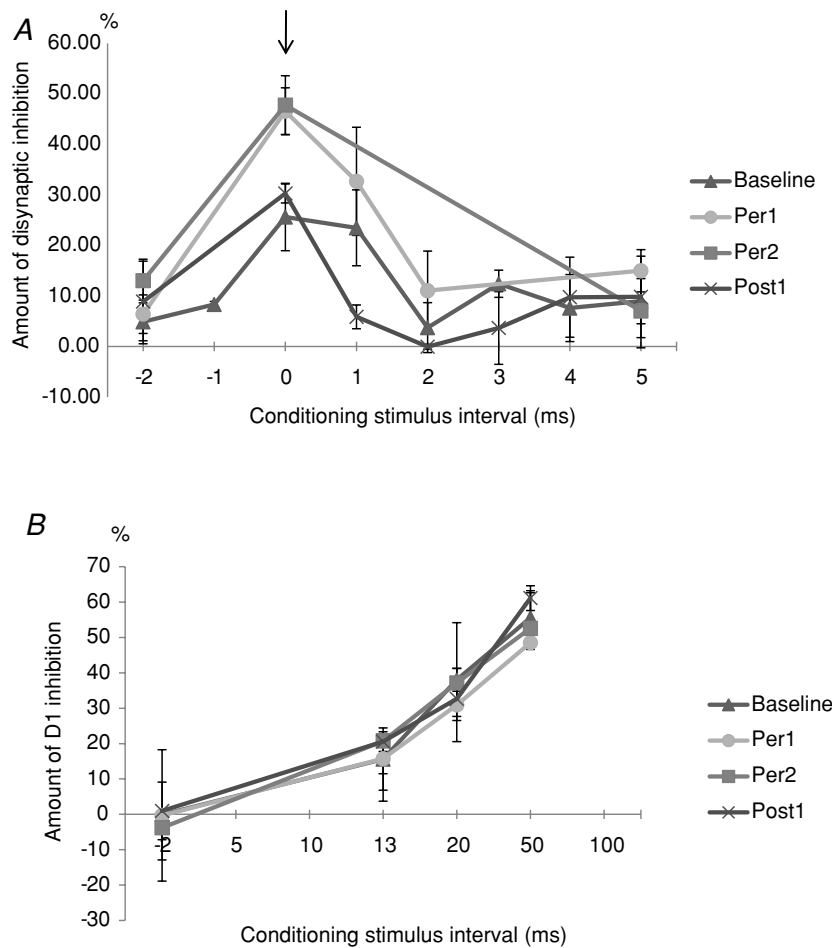 A
%
60.00
50.00
40.00
30.00
20.00
10.00
0.00
-10.00
Amount of disynaptic inhibition
-2 -1 0 1 2 3 4 5
Conditioning stimulus interval (ms)
Baseline
Per1
Per2
Post1
B
%
70
60
50
40
30
20
10
0
-10
-20
-30
Amount of D1 inhibition
-2 5 10 13 20 50 100
Conditioning stimulus interval (ms)
Baseline
Per1
Per2
Post1